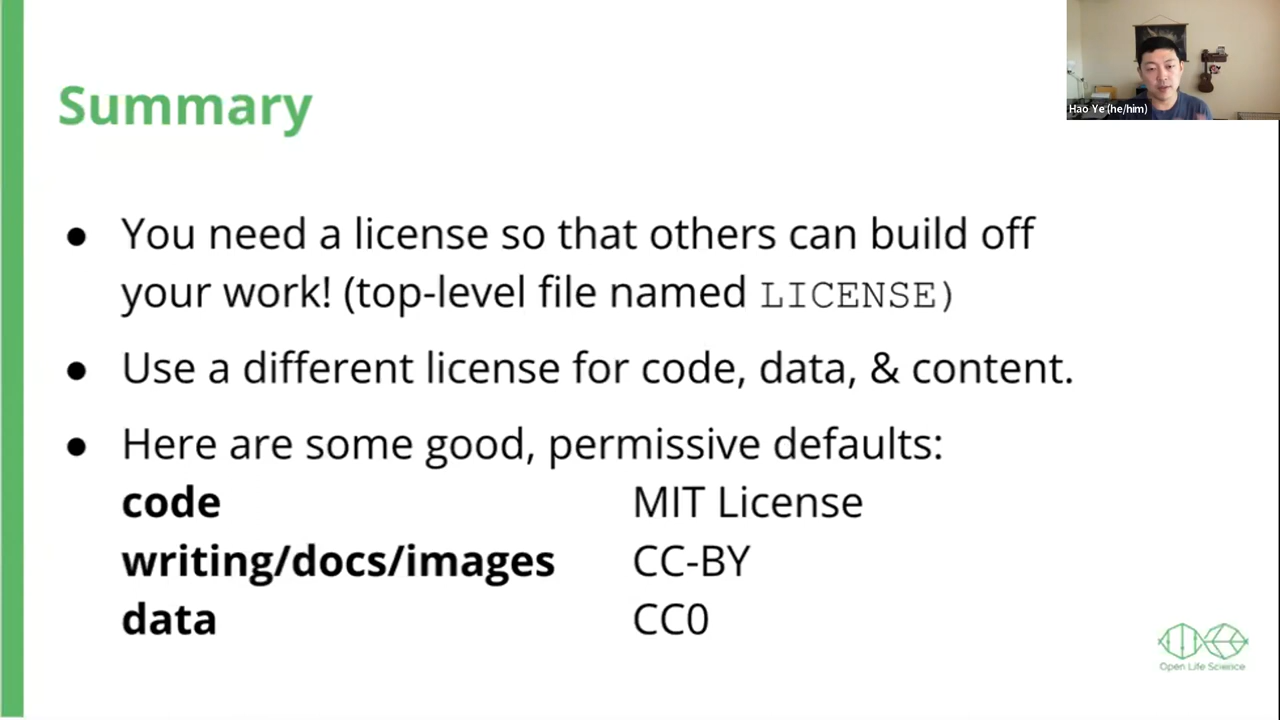 Hao Ye (he/him)
Summary
● You need a license so that others can build off
your work! (top-level file named LICENSE)
● Use a different license for code, data, & content.
● Here are some good, permissive defaults:
code MIT License
writing/docs/images CC-BY
data CC0
Open Life Science